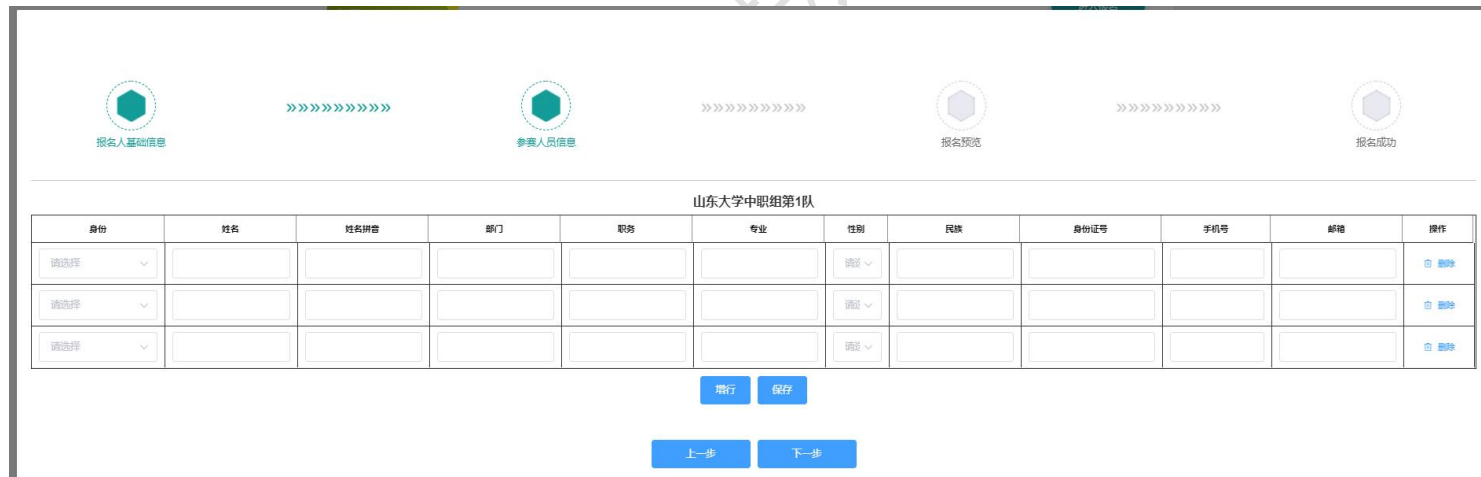 报名人基础信息
参赛人员信息
报名预览
报名成功
山东大学中职组第1队
身份 姓名 姓名拼音 部门 职务 专业 性别 民族 身份证号 手机号 邮箱 操作
请选择 删除
请选择 删除
请选择 删除
增行 保存
上一步 下一步